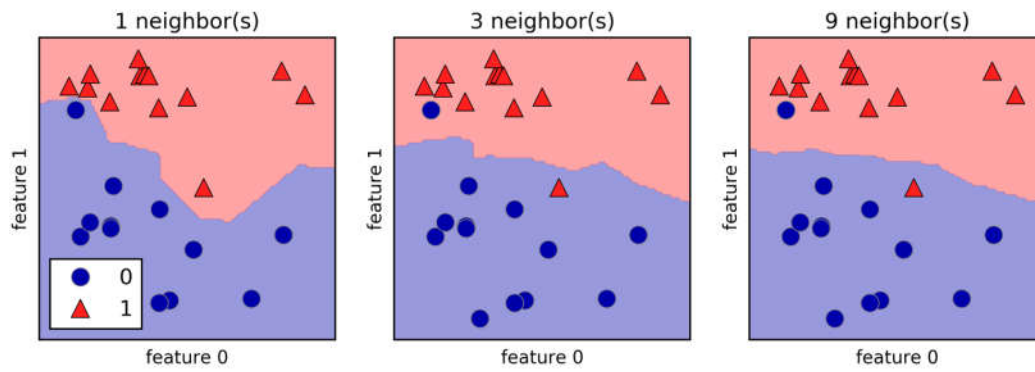 1 neighbor(s)
3 neighbor(s)
9 neighbor(s)
feature 1
feature 1
feature 1
0
1
feature 0
feature 0
feature 0